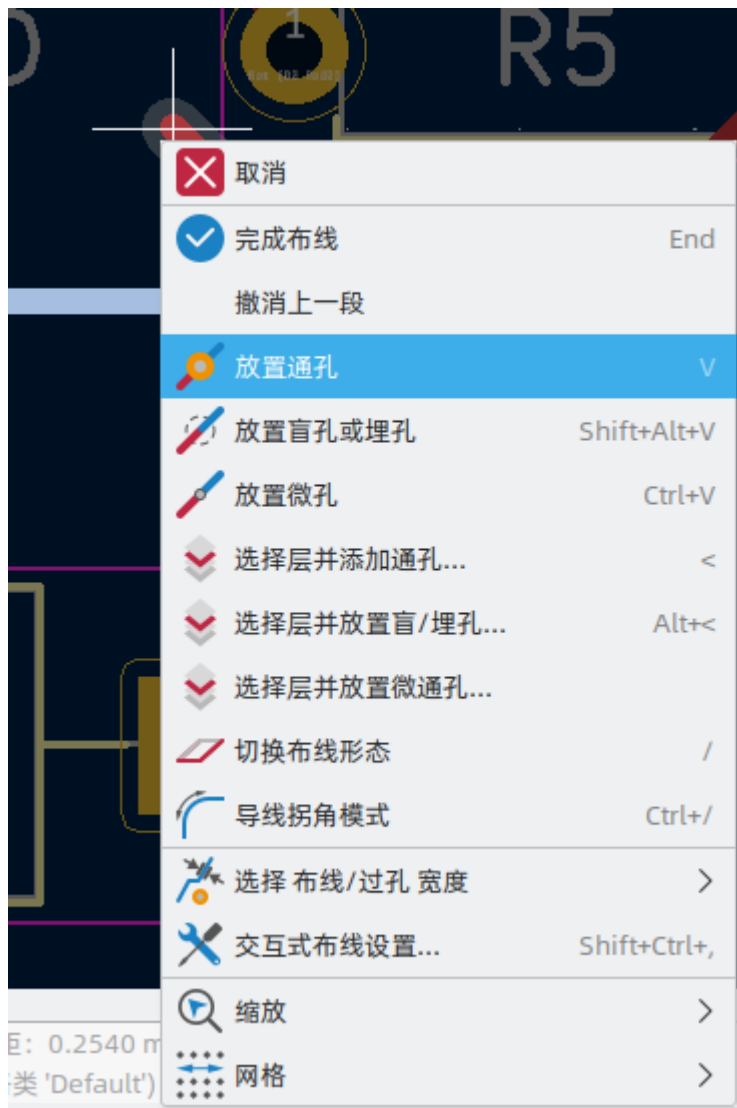 1
R5
取消
完成布线 End
撤消上一段
放置通孔 V
放置盲孔或埋孔 Shift+Alt+V
放置微孔 Ctrl+V
选择层并添加通孔... <
选择层并放置盲/埋孔... Alt+<
选择层并放置微通孔...
切换布线形态 /
导线拐角模式 Ctrl+/
选择 布线/过孔 宽度
交互式布线设置... Shift+Ctrl+,
缩放
: 0.2540 m
类 'Default')
网格